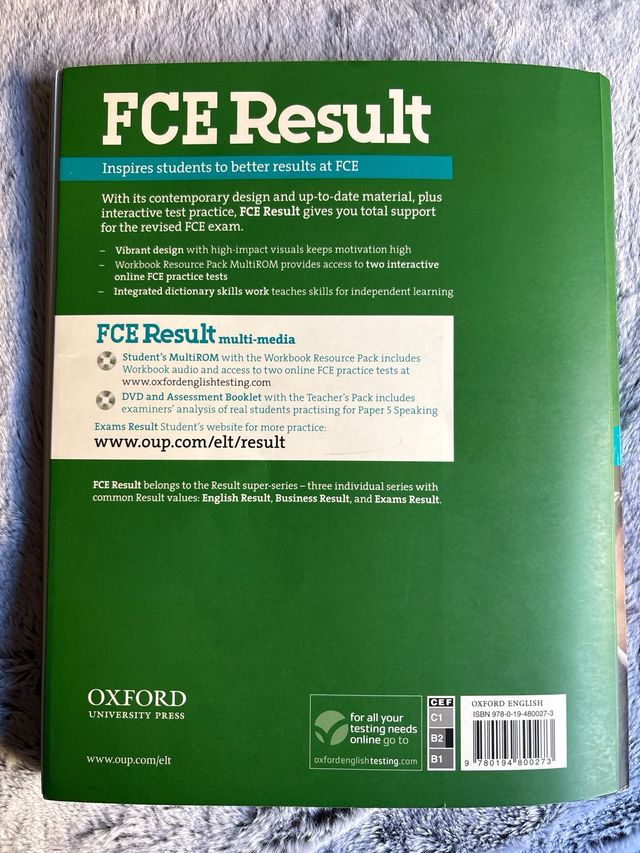 FCE Result
Inspires students to better results at FCE
With its contemporary design and up-to-date material, plus
interactive test practice, FCE Result gives you total support
for the revised FCE exam.
– Vibrant design with high-impact visuals keeps motivation high
– Workbook Resource Pack MultiROM provides access to two interactive
online FCE practice tests
– Integrated dictionary skills work teaches skills for independent learning
FCE Result multi-media
Student's MultiROM with the Workbook Resource Pack includes
Workbook audio and access to two online FCE practice tests at
www.oxfordenglishtesting.com
DVD and Assessment Booklet with the Teacher's Pack includes
examiners' analysis of real students practising for Paper 5 Speaking
Exams Result Student's website for more practice:
www.oup.com/elt/result
FCE Result belongs to the Result super-series – three individual series with
common Result values: English Result, Business Result, and Exams Result.
OXFORD
UNIVERSITY PRESS
www.oup.com/elt
for all your
testing needs
online go to
oxfordenglishtesting.com
CEF
C1
B2
B1
OXFORD ENGLISH
ISBN 978-0-19-480027-3
9 780194 800273